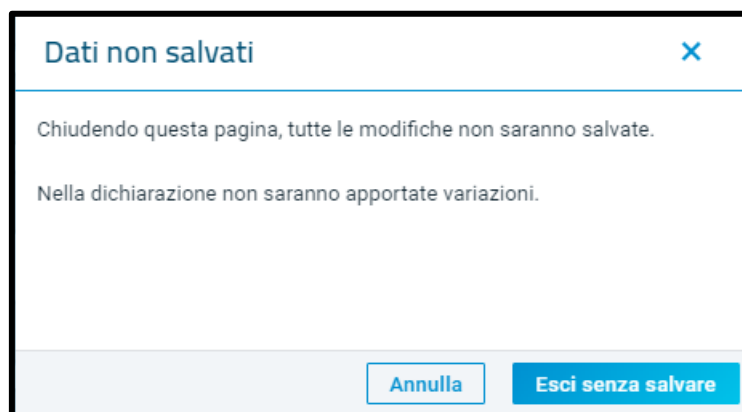 Dati non salvati
Chiudendo questa pagina, tutte le modifiche non saranno salvate.
Nella dichiarazione non saranno apportate variazioni.
Annulla
Esci senza salvare